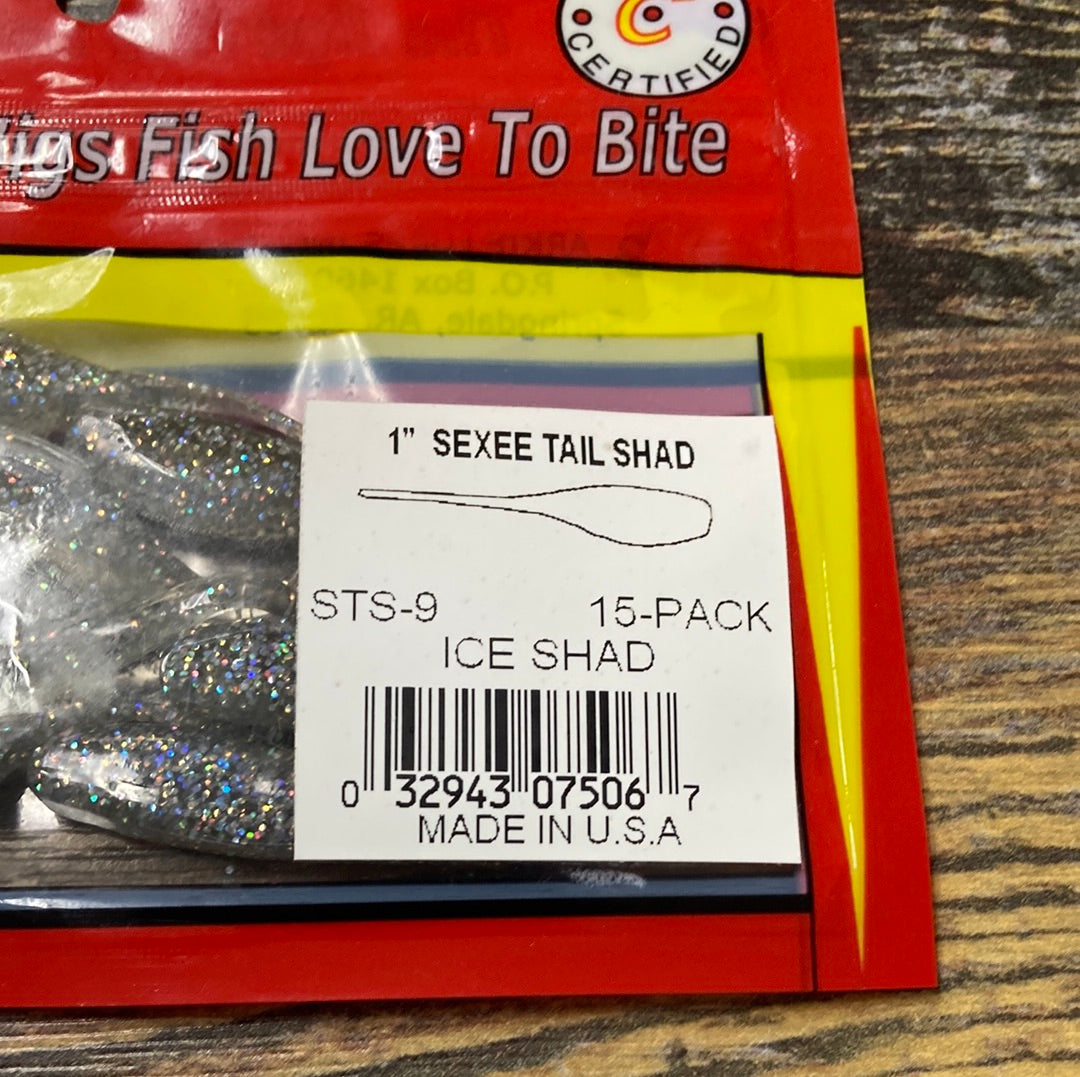 CERTIFIED
Jigs Fish Love To Bite
P.O. Box
Springdale, AR
1" SEXEE TAIL SHAD
STS-9 15-PACK
ICE SHAD
0 32943 07506 7
MADE IN U.S.A